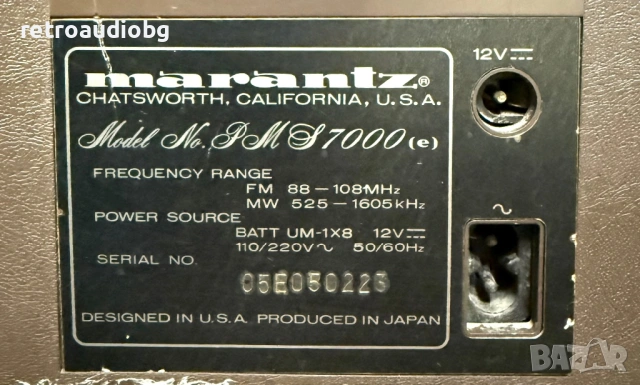 retroaudiobg
marantz®
CHATSWORTH, CALIFORNIA, U.S.A.
Model No. PMS7000 (e)
FREQUENCY RANGE
FM 88–108MHz
MW 525–1605kHz
POWER SOURCE
BATT UM-1X8 12V⎓
110/220V~ 50/60Hz
SERIAL NO. 05E050223
DESIGNED IN U.S.A. PRODUCED IN JAPAN
12V⎓
~
BAZAR